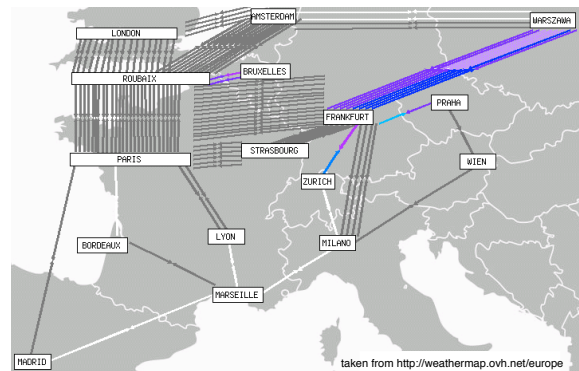 AMSTERDAM
WARSZAWA
LONDON
ROUBAIX
BRUXELLES
PRAHA
FRANKFURT
STRASBOURG
PARIS
WIEN
ZURICH
LYON
BORDEAUX
MILANO
MARSEILLE
MADRID
taken from http://weathermap.ovh.net/europe